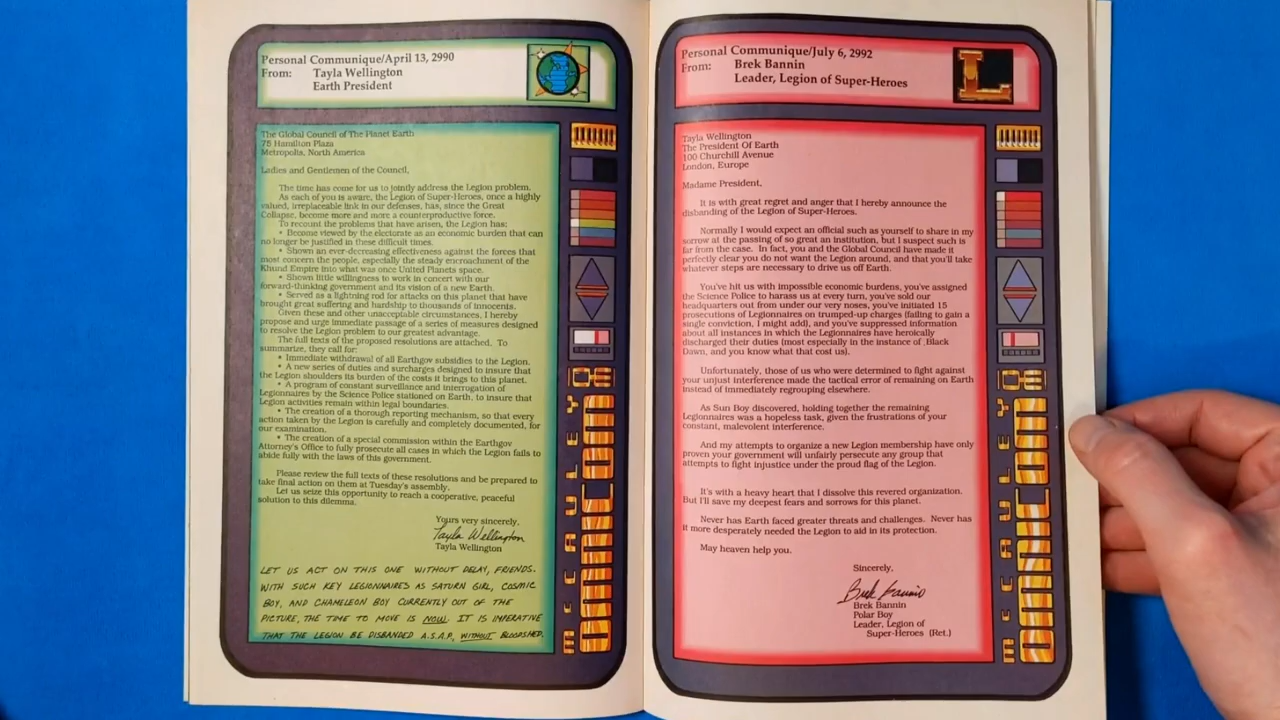 Personal Communique/April 13, 2990
From: Tayla Wellington
Earth President
The Global Council of The Planet Earth
75 Hamilton Plaza
Metropolis, North America
Ladies and Gentlemen of the Council,
The time has come for us to jointly address the Legion problem.
As each of you is aware, the Legion of Super-Heroes, once a highly
valued, irreplaceable link in our defenses, has, since the Great
Collapse, become more and more a counterproductive force.
To recount the problems that have arisen, the Legion has:
• Become viewed by the electorate as an economic burden that can
no longer be justified in these difficult times.
• Shown an ever-decreasing effectiveness against the forces that
most concern the people, especially the steady encroachment of the
Khund Empire into what was once United Planets space.
• Shown little willingness to work in concert with our
forward-thinking government and its vision of a new Earth.
• Served as a lightning rod for attacks on this planet that have
brought great suffering and hardship to thousands of innocents.
Given these and other unacceptable circumstances, I hereby
propose and urge immediate passage of a series of measures designed
to resolve the Legion problem to our greatest advantage.
The full texts of the proposed resolutions are attached. To
summarize, they call for:
• Immediate withdrawal of all Earthgov subsidies to the Legion.
• A new series of duties and surcharges designed to insure that
the Legion shoulders its burden of the costs it brings to this planet.
• A program of constant surveillance and interrogation of
Legionnaires by the Science Police stationed on Earth, to insure that
Legion activities remain within legal boundaries.
• The creation of a thorough reporting mechanism, so that every
action taken by the Legion is carefully and completely documented, for
our examination.
• The creation of a special commission within the Earthgov
Attorney's Office to fully prosecute all cases in which the Legion fails to
abide fully with the laws of this government.
Please review the full texts of these resolutions and be prepared to
take final action on them at Tuesday's assembly.
Let us seize this opportunity to reach a cooperative, peaceful
solution to this dilemma.
Yours very sincerely,
Tayla Wellington
Tayla Wellington
LET US ACT ON THIS ONE WITHOUT DELAY, FRIENDS.
WITH SUCH KEY LEGIONNAIRES AS SATURN GIRL, COSMIC
BOY, AND CHAMELEON BOY CURRENTLY OUT OF THE
PICTURE, THE TIME TO MOVE IS NOW. IT IS IMPERATIVE
THAT THE LEGION BE DISBANDED A.S.A.P., WITHOUT BLOODSHED.
McCAULEY
OMNICOM
Personal Communique/July 6, 2992
From: Brek Bannin
Leader, Legion of Super-Heroes
L
Tayla Wellington
The President Of Earth
100 Churchill Avenue
London, Europe
Madame President,
It is with great regret and anger that I hereby announce the
disbanding of the Legion of Super-Heroes.
Normally I would expect an official such as yourself to share in my
sorrow at the passing of so great an institution, but I suspect such is
far from the case. In fact, you and the Global Council have made it
perfectly clear you do not want the Legion around, and that you'll take
whatever steps are necessary to drive us off Earth.
You've hit us with impossible economic burdens, you've assigned
the Science Police to harass us at every turn, you've sold our
headquarters out from under our very noses, you've initiated 15
prosecutions of Legionnaires on trumped-up charges (failing to gain a
single conviction, I might add), and you've suppressed information
about all instances in which the Legionnaires have heroically
discharged their duties (most especially in the instance of Black
Dawn, and you know what that cost us).
Unfortunately, those of us who were determined to fight against
your unjust interference made the tactical error of remaining on Earth
instead of immediately regrouping elsewhere.
As Sun Boy discovered, holding together the remaining
Legionnaires was a hopeless task, given the frustrations of your
constant, malevolent interference.
And my attempts to organize a new Legion membership have only
proven your government will unfairly persecute any group that
attempts to fight injustice under the proud flag of the Legion.
It's with a heavy heart that I dissolve this revered organization.
But I'll save my deepest fears and sorrows for this planet.
Never has Earth faced greater threats and challenges. Never has
it more desperately needed the Legion to aid in its protection.
May heaven help you.
Sincerely,
Brek Bannin
Brek Bannin
Polar Boy
Leader, Legion of
Super-Heroes (Ret.)
McCAULEY
OMNICOM